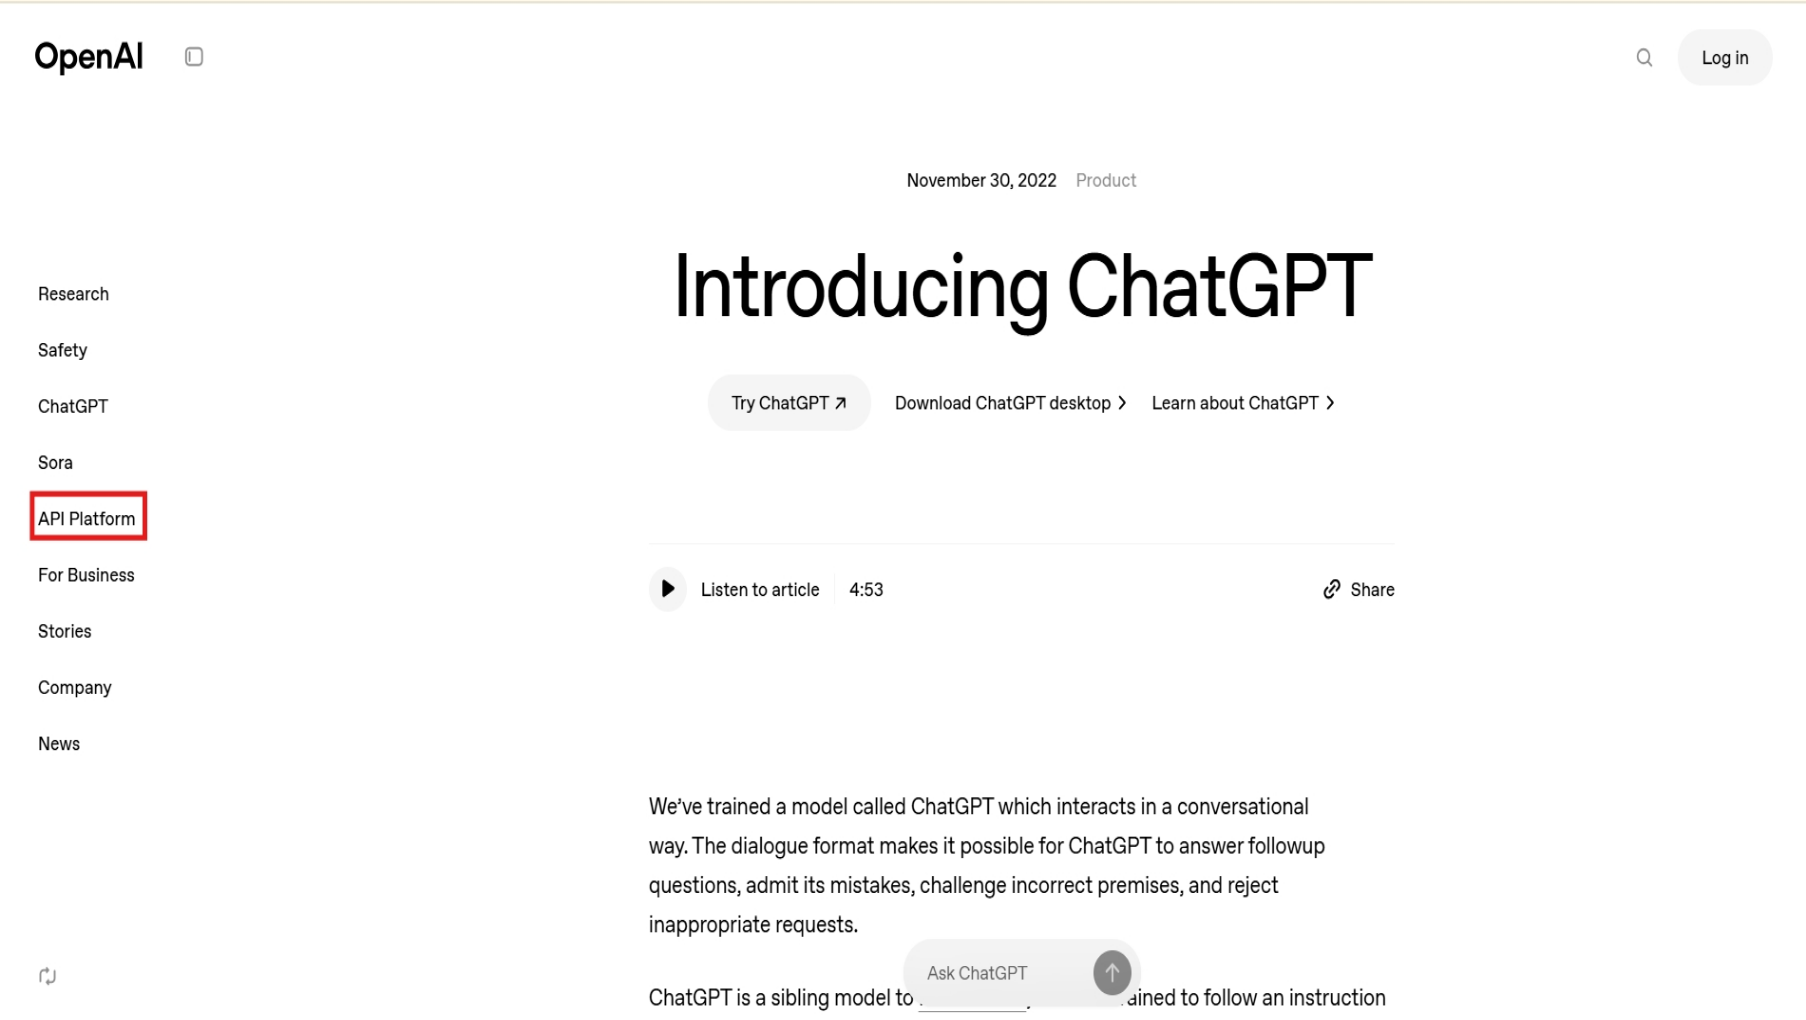 OpenAI
Log in
November 30, 2022 Product
Introducing ChatGPT
Research
Safety
ChatGPT
Sora
API Platform
For Business
Stories
Company
News
Try ChatGPT
Download ChatGPT desktop
Learn about ChatGPT
Listen to article 4:53
Share
We’ve trained a model called ChatGPT which interacts in a conversational
way. The dialogue format makes it possible for ChatGPT to answer followup
questions, admit its mistakes, challenge incorrect premises, and reject
inappropriate requests.
Ask ChatGPT
ChatGPT is a sibling model to ained to follow an instruction